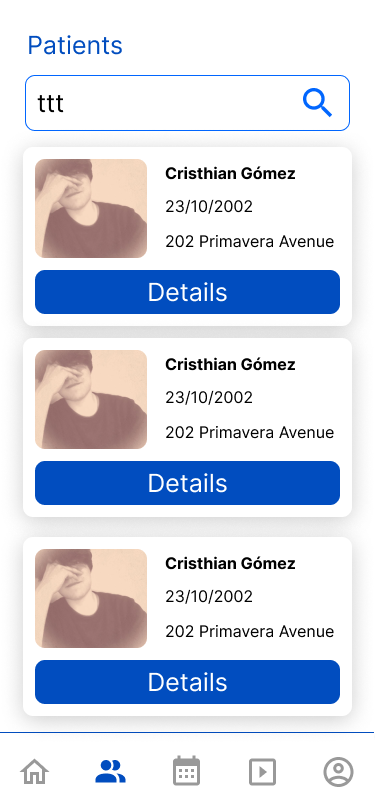 Patients
ttt
Cristhian Gómez
23/10/2002
202 Primavera Avenue
Details
Cristhian Gómez
23/10/2002
202 Primavera Avenue
Details
Cristhian Gómez
23/10/2002
202 Primavera Avenue
Details